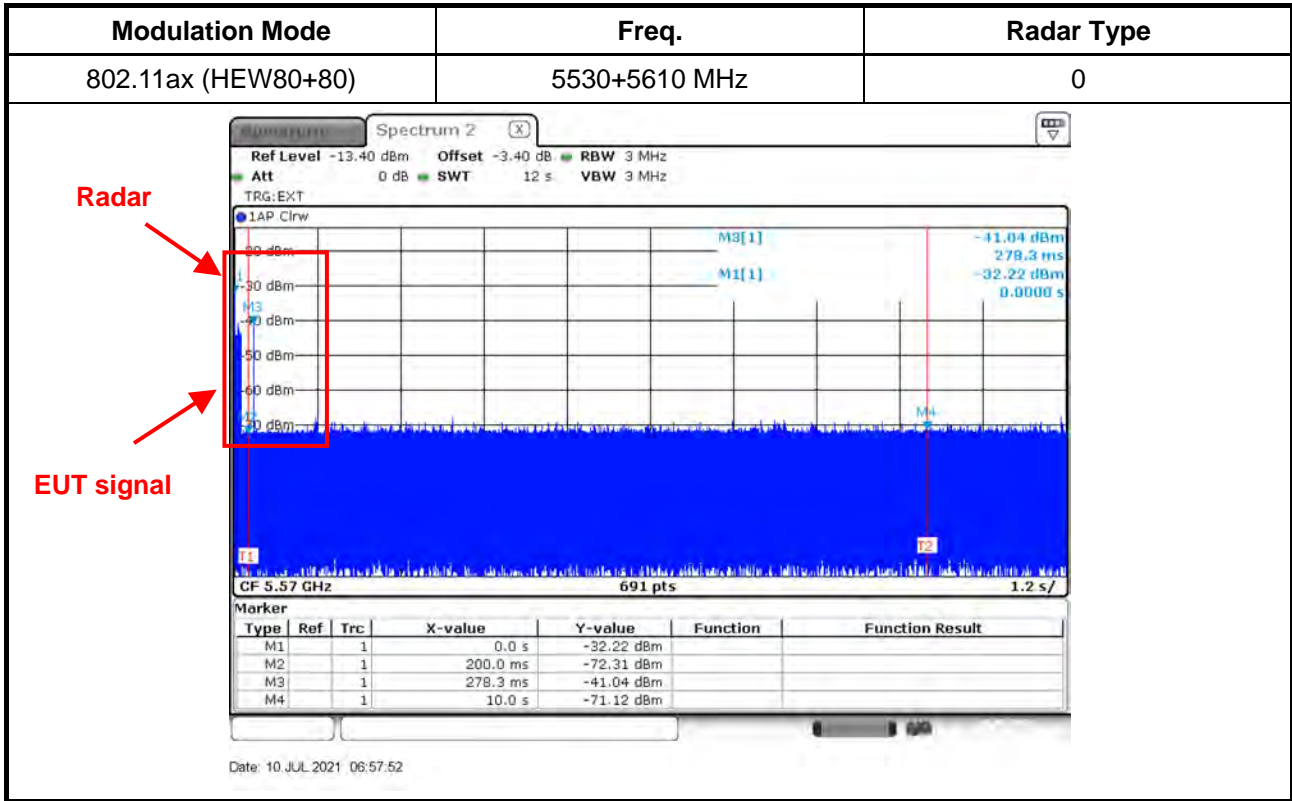 Modulation Mode Freq. Radar Type
802.11ax (HEW80+80) 5530+5610 MHz 0
Spectrum 2 X
Ref Level -13.40 dBm Offset -3.40 dB RBW 3 MHz
Att 0 dB SWT 12 s VBW 3 MHz
TRG:EXT
1AP Clrw
Radar
M3[1] -41.04 dBm
-20 dBm
278.3 ms
M1[1] -32.22 dBm
-30 dBm
0.0000 s
M3
-40 dBm
-50 dBm
-60 dBm
M2 M4
-70 dBm
EUT signal
T1 T2
CF 5.57 GHz 691 pts 1.2 s/
Marker
Type Ref Trc X-value Y-value Function Function Result
M1 1 0.0 s -32.22 dBm
M2 1 200.0 ms -72.31 dBm
M3 1 278.3 ms -41.04 dBm
M4 1 10.0 s -71.12 dBm
Date: 10.JUL.2021 06:57:52